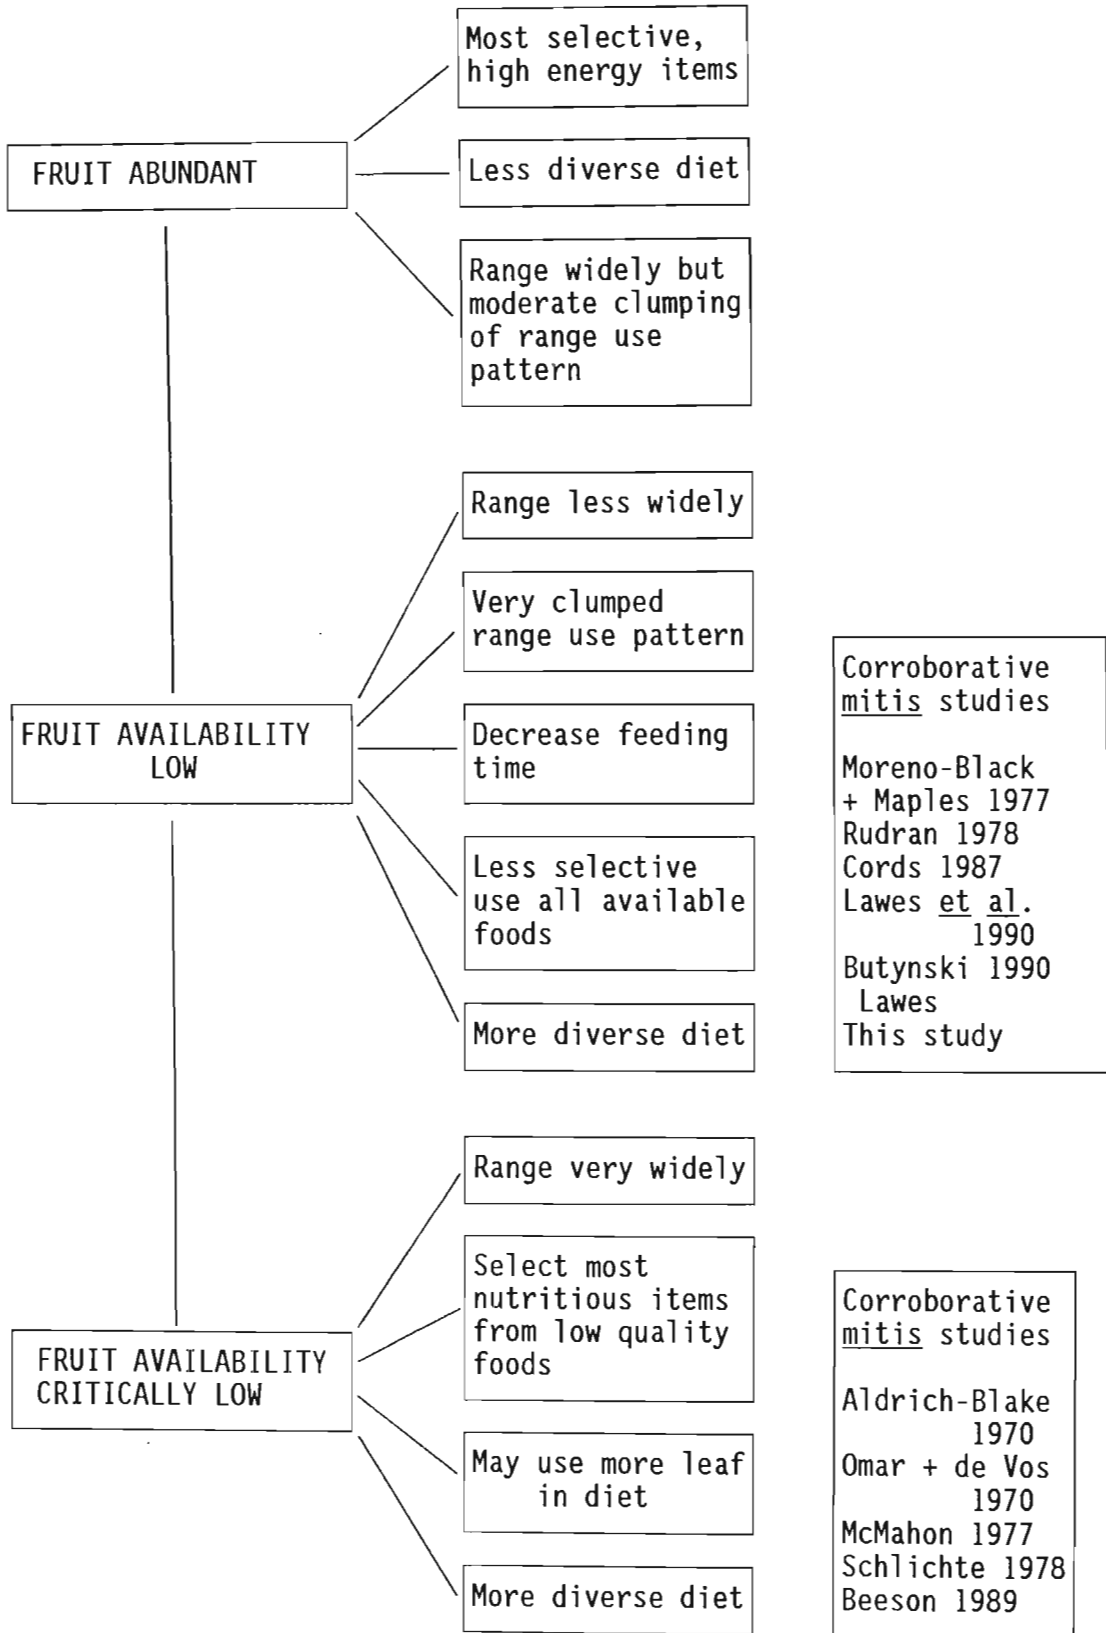 Most selective,
high energy items
FRUIT ABUNDANT
Less diverse diet
Range widely but
moderate clumping
of range use
pattern
Range less widely
Very clumped
range use pattern
FRUIT AVAILABILITY
LOW
Decrease feeding
time
Less selective
use all available
foods
More diverse diet
Corroborative
mitis studies
Moreno-Black
+ Maples 1977
Rudran 1978
Cords 1987
Lawes et al.
1990
Butynski 1990
Lawes
This study
Range very widely
Select most
nutritious items
from low quality
foods
FRUIT AVAILABILITY
CRITICALLY LOW
May use more leaf
in diet
More diverse diet
Corroborative
mitis studies
Aldrich-Blake
1970
Omar + de Vos
1970
McMahon 1977
Schlichte 1978
Beeson 1989